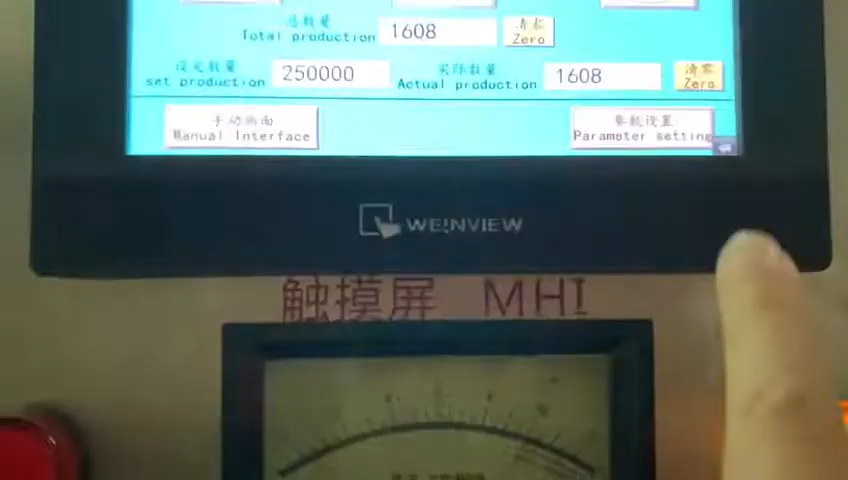 总数量
Total production 1608 清零 Zero
设定数量 实际数量 清零
set production 250000 Actual production 1608 Zero
手动画面 参数设置
Manual Interface Parameter setting
WEINVIEW
触摸屏 MHI